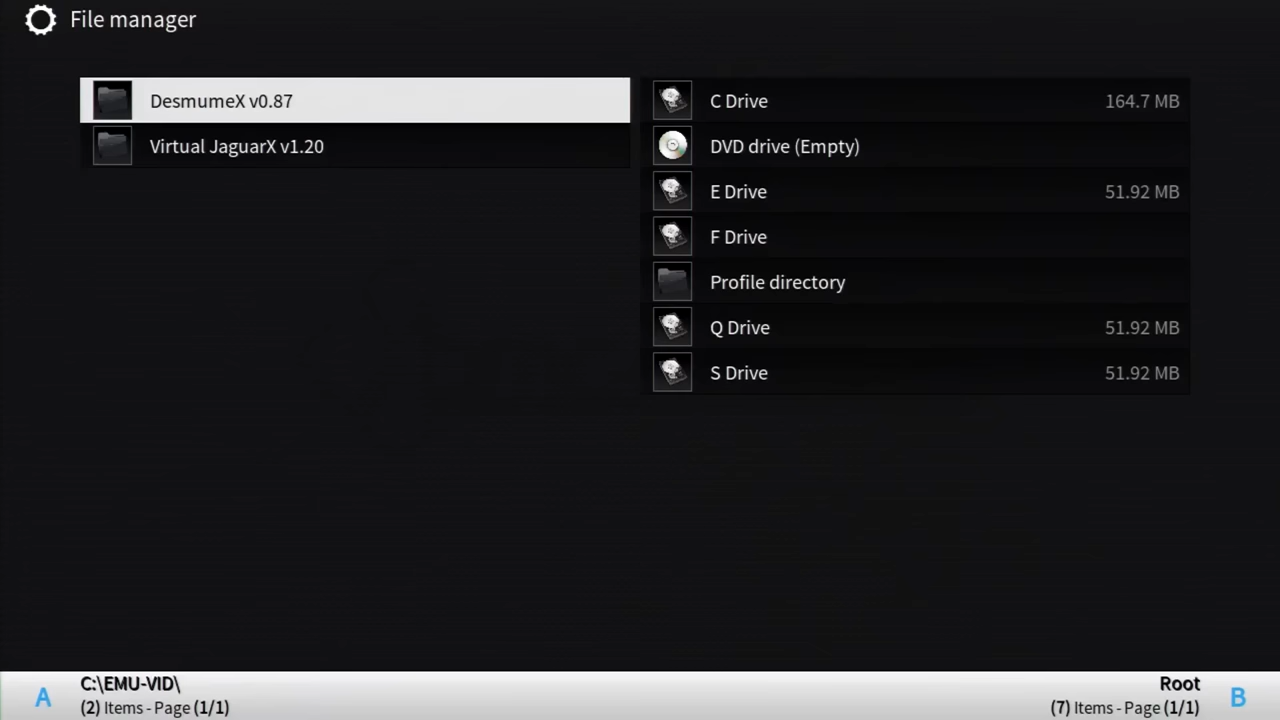 File manager
DesmumeX v0.87
Virtual JaguarX v1.20
C Drive 164.7 MB
DVD drive (Empty)
E Drive 51.92 MB
F Drive
Profile directory
Q Drive 51.92 MB
S Drive 51.92 MB
A
C:\EMU-VID\
(2) Items - Page (1/1)
Root
(7) Items - Page (1/1)
B